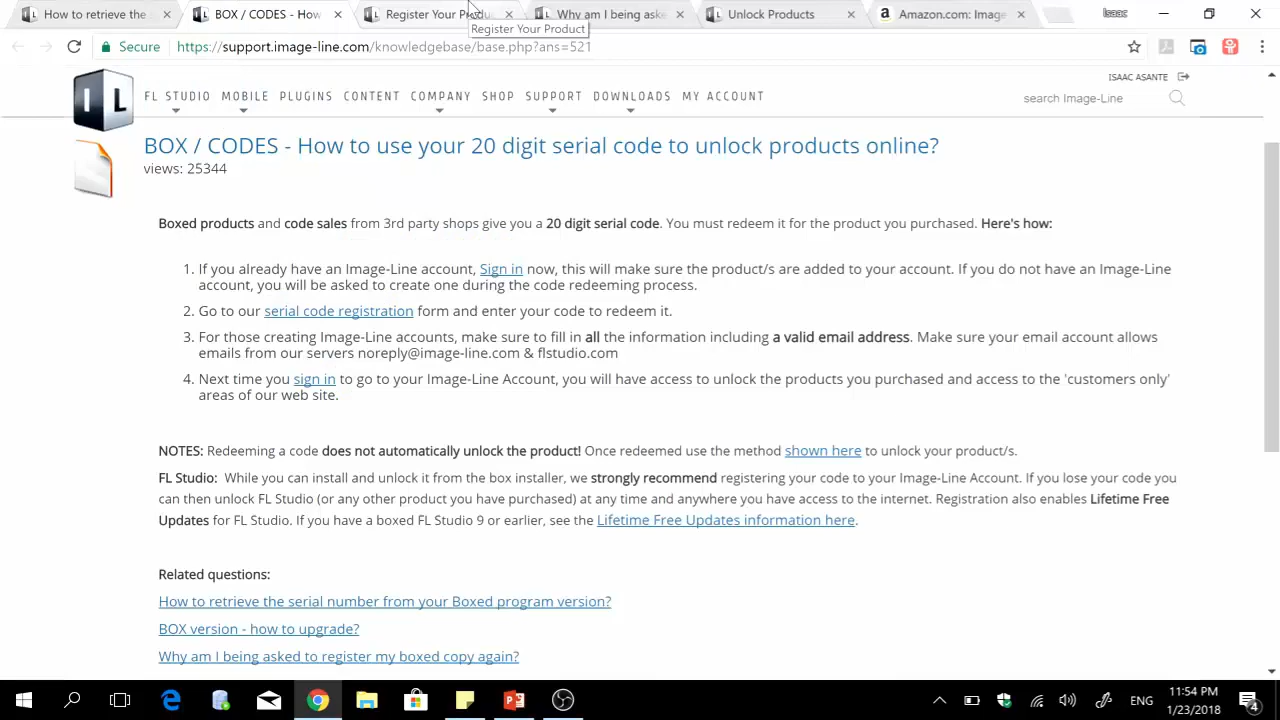 How to retrieve the
BOX / CODES - How
Register Your Produ
Why am I being aske
Unlock Products
Amazon.com: Image
Isaac
Register Your Product
Secure
https://support.image-line.com/knowledgebase/base.php?ans=521
ISAAC ASANTE
IL
FL STUDIO MOBILE PLUGINS CONTENT COMPANY SHOP SUPPORT DOWNLOADS MY ACCOUNT
search Image-Line
BOX / CODES - How to use your 20 digit serial code to unlock products online?
views: 25344
Boxed products and code sales from 3rd party shops give you a 20 digit serial code. You must redeem it for the product you purchased. Here's how:
1. If you already have an Image-Line account, Sign in now, this will make sure the product/s are added to your account. If you do not have an Image-Line
account, you will be asked to create one during the code redeeming process.
2. Go to our serial code registration form and enter your code to redeem it.
3. For those creating Image-Line accounts, make sure to fill in all the information including a valid email address. Make sure your email account allows
emails from our servers noreply@image-line.com & flstudio.com
4. Next time you sign in to go to your Image-Line Account, you will have access to unlock the products you purchased and access to the 'customers only'
areas of our web site.
NOTES: Redeeming a code does not automatically unlock the product! Once redeemed use the method shown here to unlock your product/s.
FL Studio: While you can install and unlock it from the box installer, we strongly recommend registering your code to your Image-Line Account. If you lose your code you
can then unlock FL Studio (or any other product you have purchased) at any time and anywhere you have access to the internet. Registration also enables Lifetime Free
Updates for FL Studio. If you have a boxed FL Studio 9 or earlier, see the Lifetime Free Updates information here.
Related questions:
How to retrieve the serial number from your Boxed program version?
BOX version - how to upgrade?
Why am I being asked to register my boxed copy again?
ENG
11:54 PM
1/23/2018
4